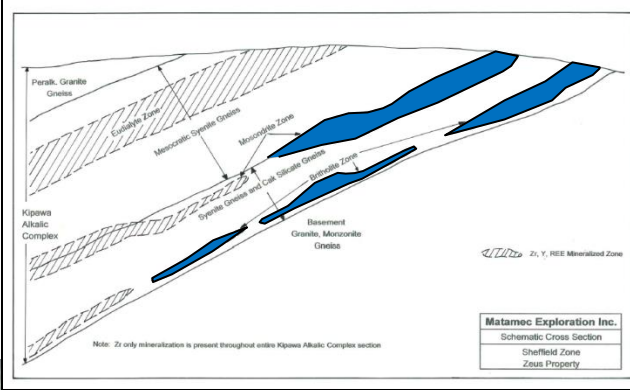 Peralk. Granite
Gneiss
Eudialyte Zone
Mesocratic Syenite Gneiss
Mosondrite Zone
Syenite Gneiss and Calk Silicate Gneiss
Britholite Zone
Kipawa
Alkalic
Complex
Basement
Granite, Monzonite
Gneiss
Zr, Y, REE Mineralized Zone
Note: Zr only mineralization is present throughout entire Kipawa Alkalic Complex section
Matamec Exploration Inc.
Schematic Cross Section
Sheffield Zone
Zeus Property